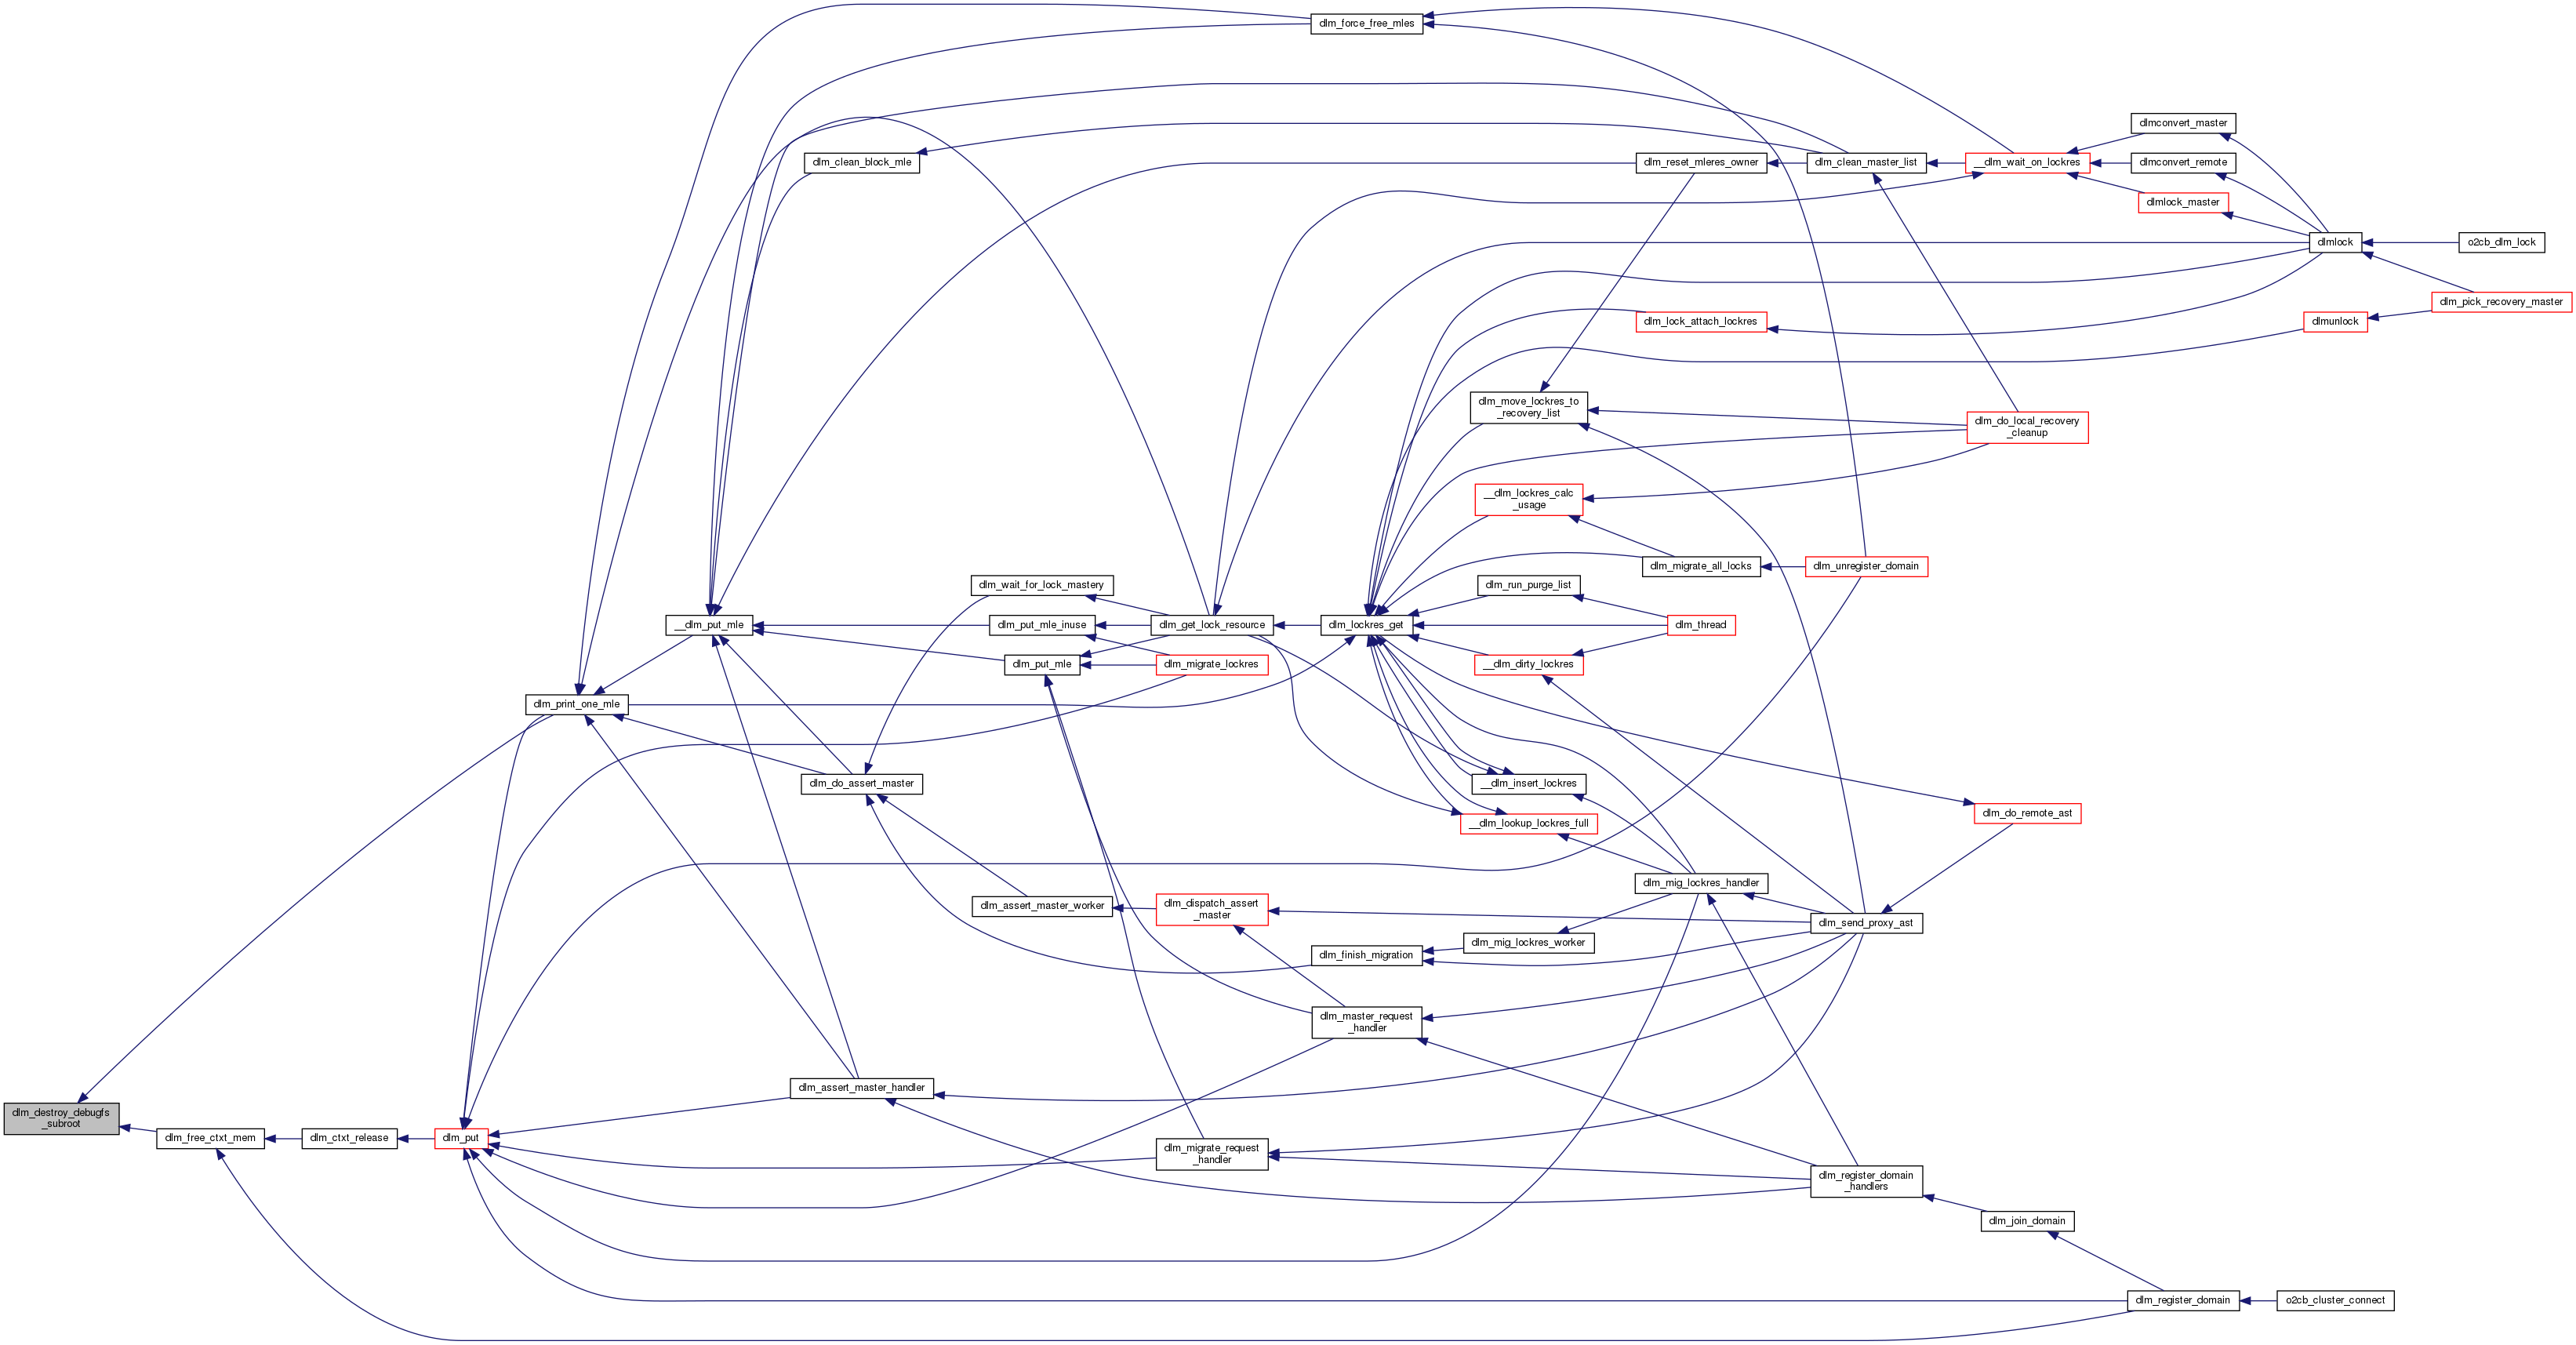 dlm_force_free_mles
dlmconvert_master
dlm_clean_block_mle
dlm_reset_mleres_owner
dlm_clean_master_list
__dlm_wait_on_lockres
dlmconvert_remote
dlmlock_master
dlmlock
o2cb_dlm_lock
dlm_pick_recovery_master
dlm_lock_attach_lockres
dlmunlock
dlm_move_lockres_to
_recovery_list
dlm_do_local_recovery
_cleanup
__dlm_lockres_calc
_usage
dlm_migrate_all_locks
dlm_unregister_domain
dlm_wait_for_lock_mastery
dlm_run_purge_list
__dlm_put_mle
dlm_put_mle_inuse
dlm_get_lock_resource
dlm_lockres_get
dlm_thread
dlm_put_mle
dlm_migrate_lockres
__dlm_dirty_lockres
dlm_print_one_mle
dlm_do_assert_master
__dlm_insert_lockres
dlm_do_remote_ast
__dlm_lookup_lockres_full
dlm_mig_lockres_handler
dlm_assert_master_worker
dlm_dispatch_assert
_master
dlm_send_proxy_ast
dlm_mig_lockres_worker
dlm_finish_migration
dlm_master_request
_handler
dlm_assert_master_handler
dlm_destroy_debugfs
_subroot
dlm_free_ctxt_mem
dlm_ctxt_release
dlm_put
dlm_migrate_request
_handler
dlm_register_domain
_handlers
dlm_join_domain
dlm_register_domain
o2cb_cluster_connect